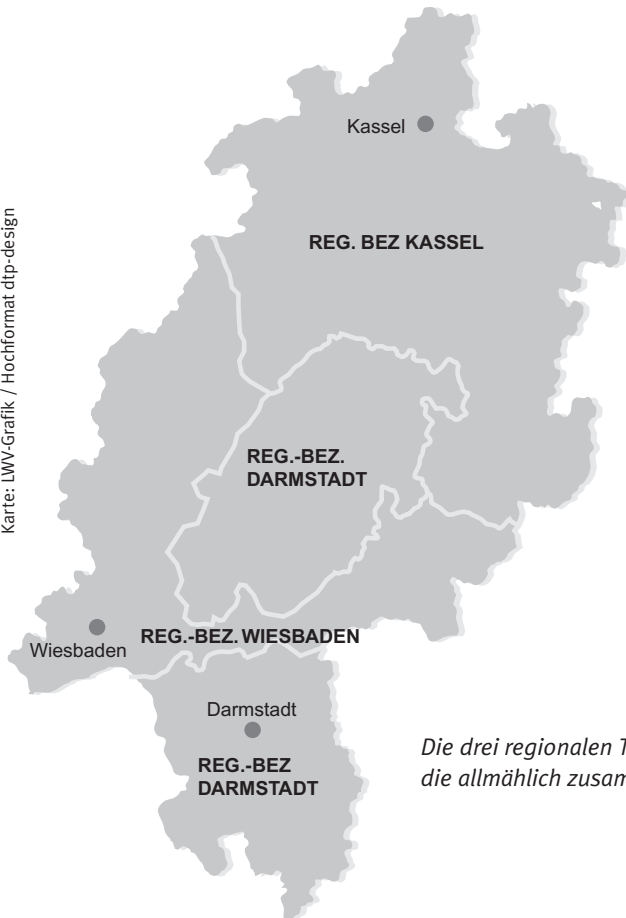 Kassel
REG. BEZ KASSEL
Karte: LWV-Grafik / Hochformat dtp-design
REG.-BEZ.
DARMSTADT
REG.-BEZ. WIESBADEN
Wiesbaden
Darmstadt
REG.-BEZ
DARMSTADT
Die drei regionalen
die allmählich